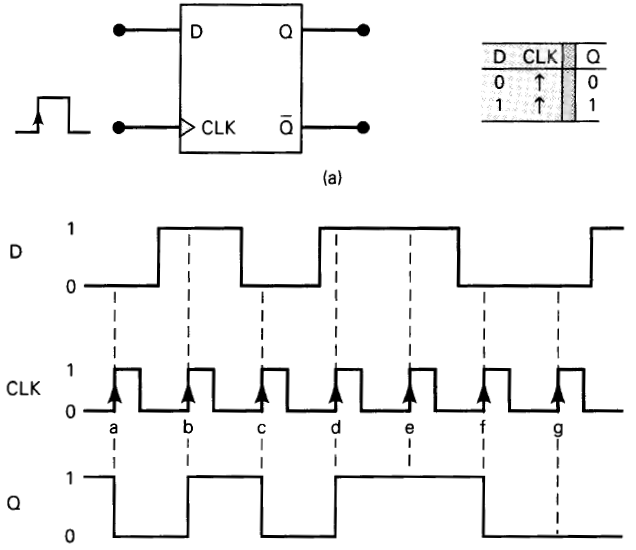 D Q
CLK Q̅
D CLK Q
0 ↑ 0
1 ↑ 1
(a)
1
D
0
1
CLK
0
a b c d e f g
1
Q
0